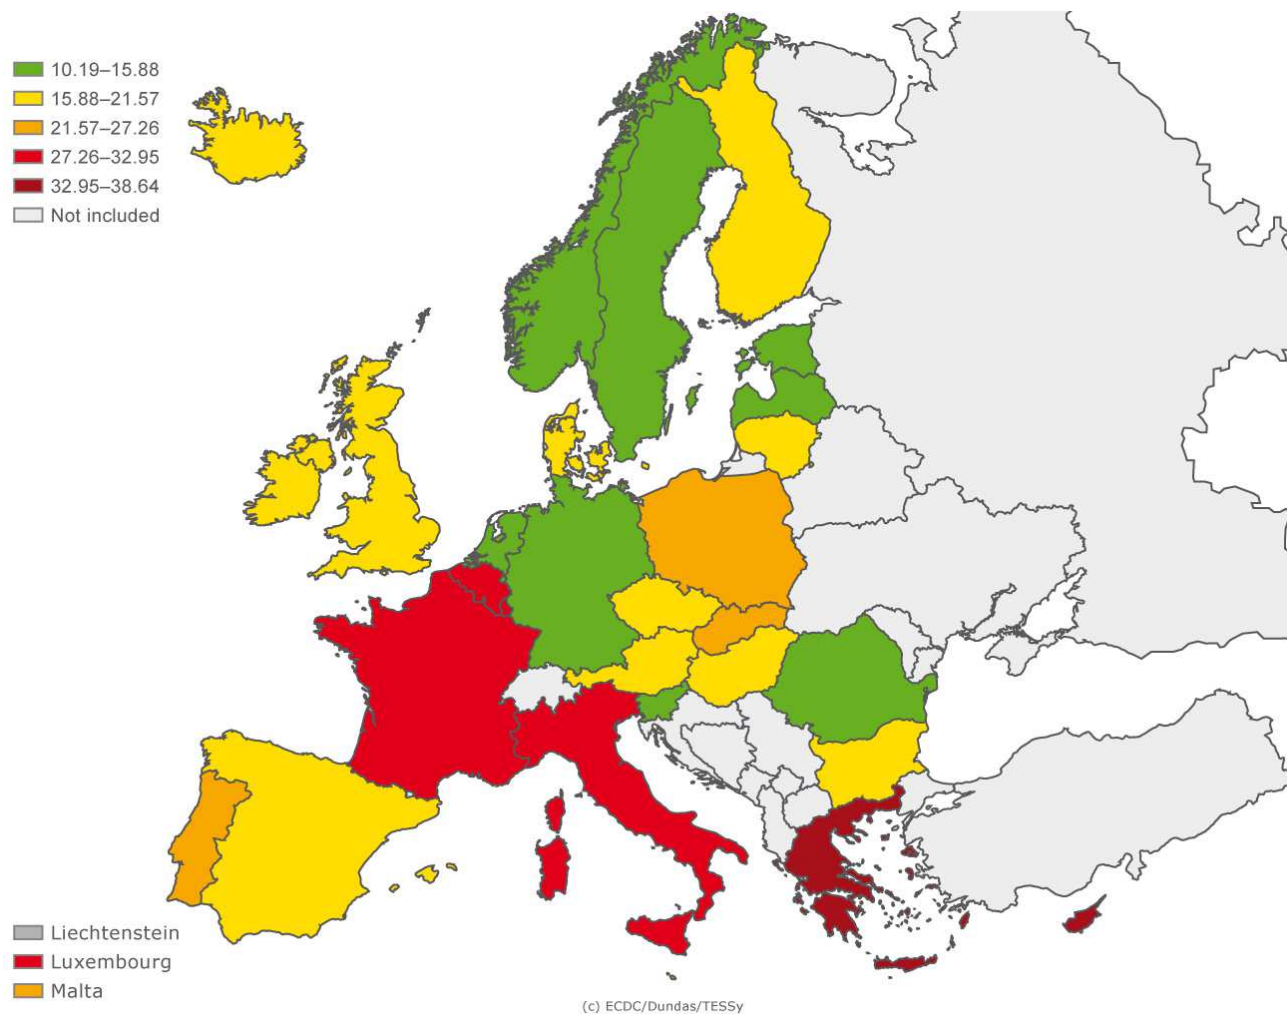 10.19–15.88
15.88–21.57
21.57–27.26
27.26–32.95
32.95–38.64
Not included
Liechtenstein
Luxembourg
Malta
(c) ECDC/Dundas/TESSy